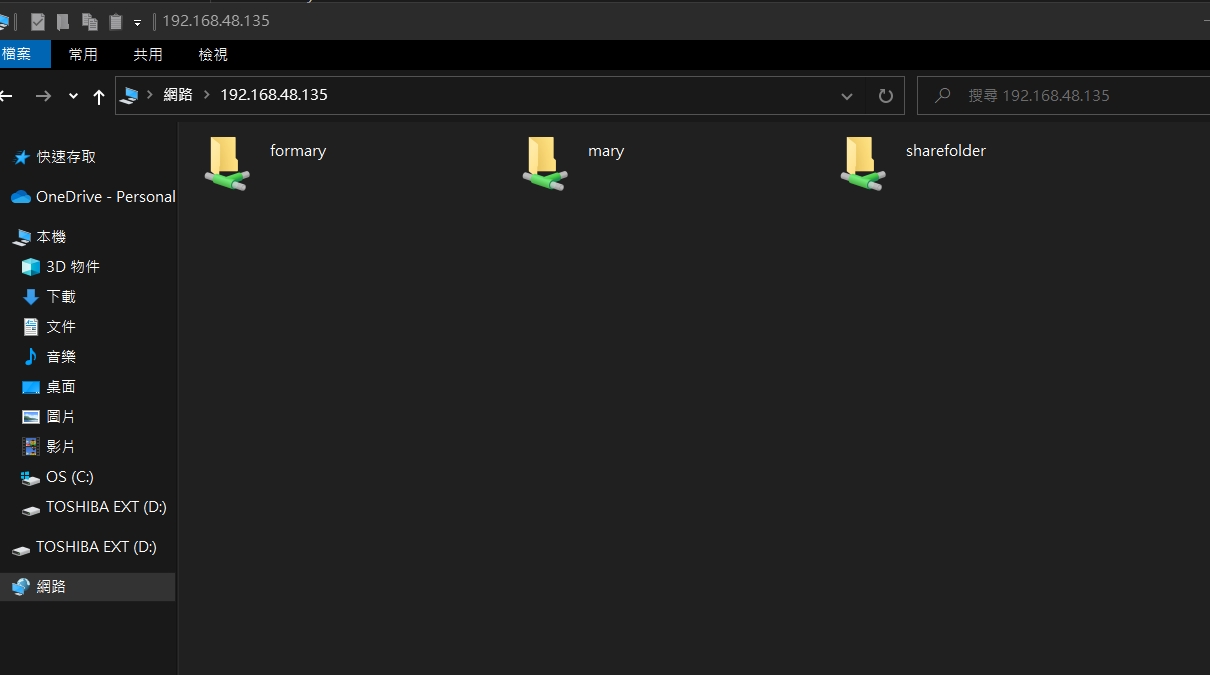 192.168.48.135
檔案 常用 共用 檢視
網路 192.168.48.135 搜尋 192.168.48.135
formary mary sharefolder
快速存取
OneDrive - Personal
本機
3D 物件
下載
文件
音樂
桌面
圖片
影片
OS (C:)
TOSHIBA EXT (D:)
TOSHIBA EXT (D:)
網路